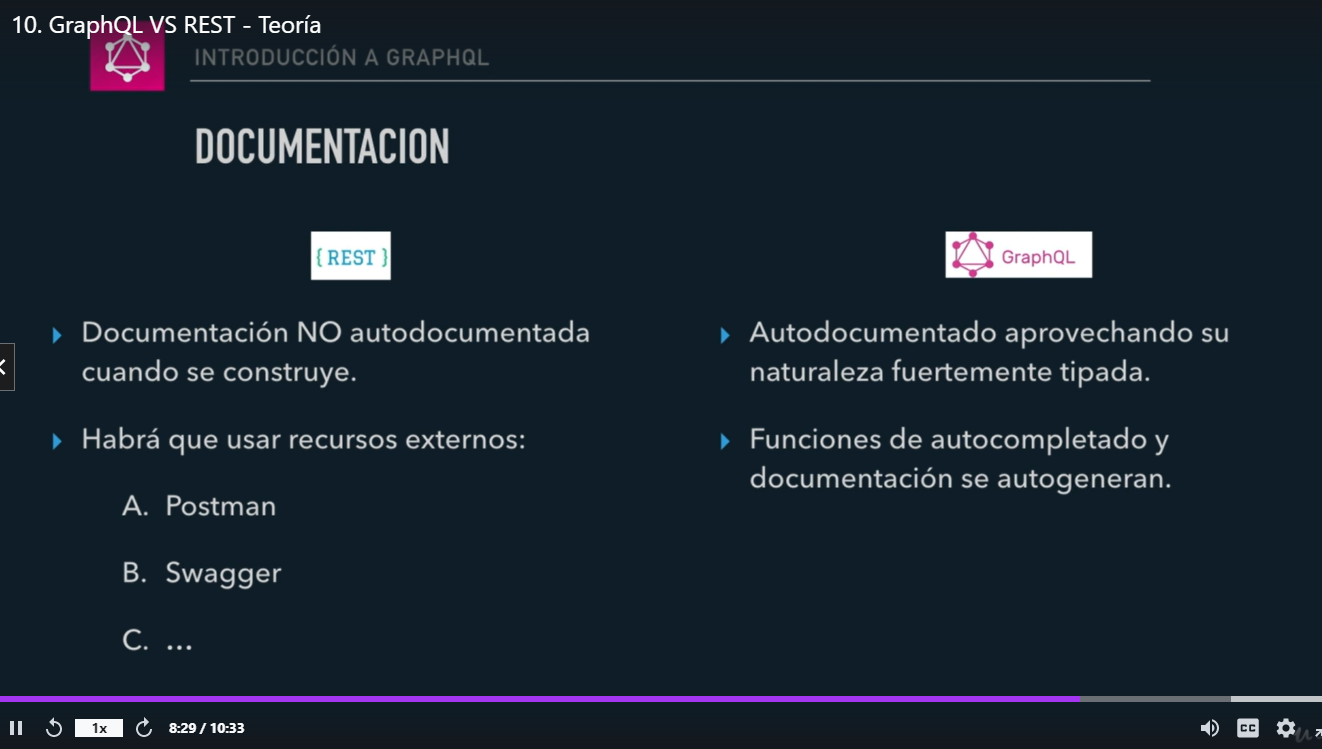 10. GraphQL VS REST - Teoría
INTRODUCCIÓN A GRAPHQL
DOCUMENTACION
{ REST }
GraphQL
Documentación NO autodocumentada
cuando se construye.
Habrá que usar recursos externos:
A. Postman
B. Swagger
C. ...
Autodocumentado aprovechando su
naturaleza fuertemente tipada.
Funciones de autocompletado y
documentación se autogeneran.
1x
8:29 / 10:33
CC